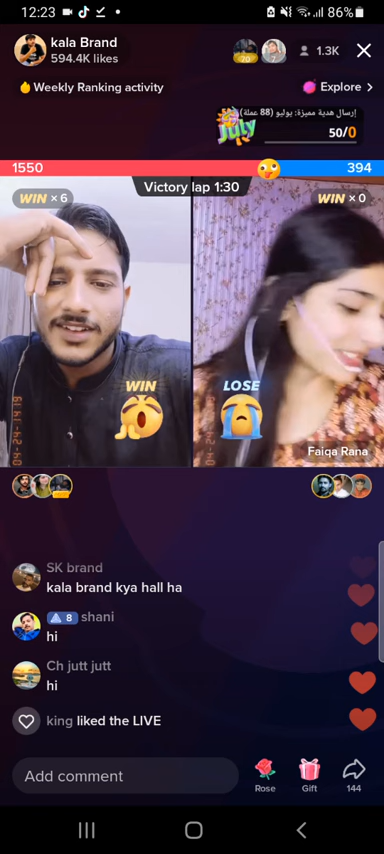 12:23
86%
kala Brand
594.4K likes
20
7
1.3K
Weekly Ranking activity
Explore
إرسال هدية مميزة: يوليو (88 عملة)
July
50/0
1550
394
Victory lap 1:30
WIN × 6
WIN × 0
WIN
LOSE
Faiqa Rana
SK brand
kala brand kya hall ha
8 shani
hi
Ch jutt jutt
hi
king liked the LIVE
Add comment
Rose
Gift
144